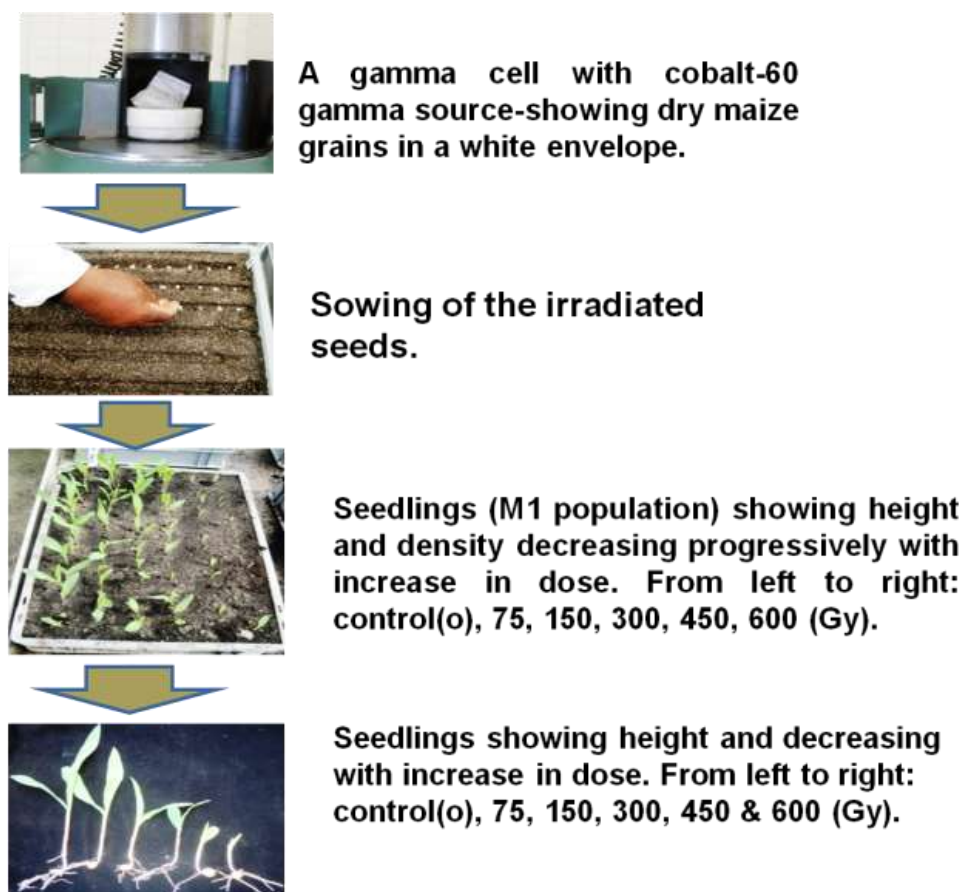 A gamma cell with cobalt-60
gamma source-showing dry maize
grains in a white envelope.
Sowing of the irradiated
seeds.
Seedlings (M1 population) showing height
and density decreasing progressively with
increase in dose. From left to right:
control(o), 75, 150, 300, 450, 600 (Gy).
Seedlings showing height and decreasing
with increase in dose. From left to right:
control(o), 75, 150, 300, 450 & 600 (Gy).